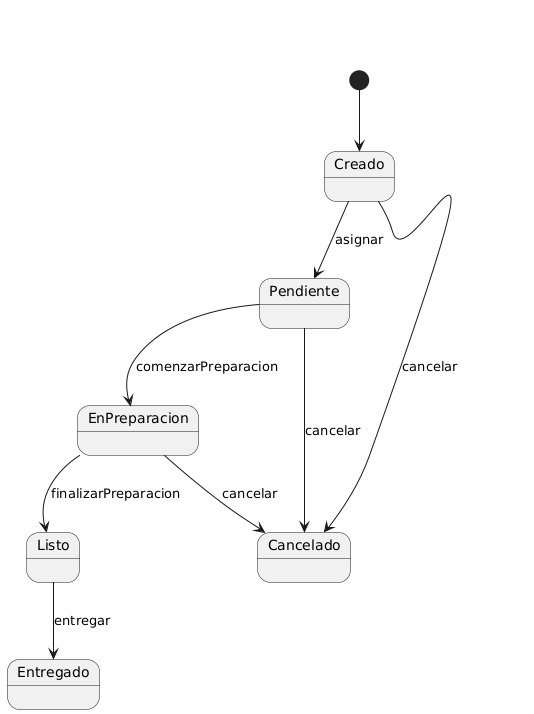 Creado
asignar
Pendiente
comenzarPreparacion
cancelar
EnPreparacion
cancelar
finalizarPreparacion
cancelar
Listo
Cancelado
entregar
Entregado